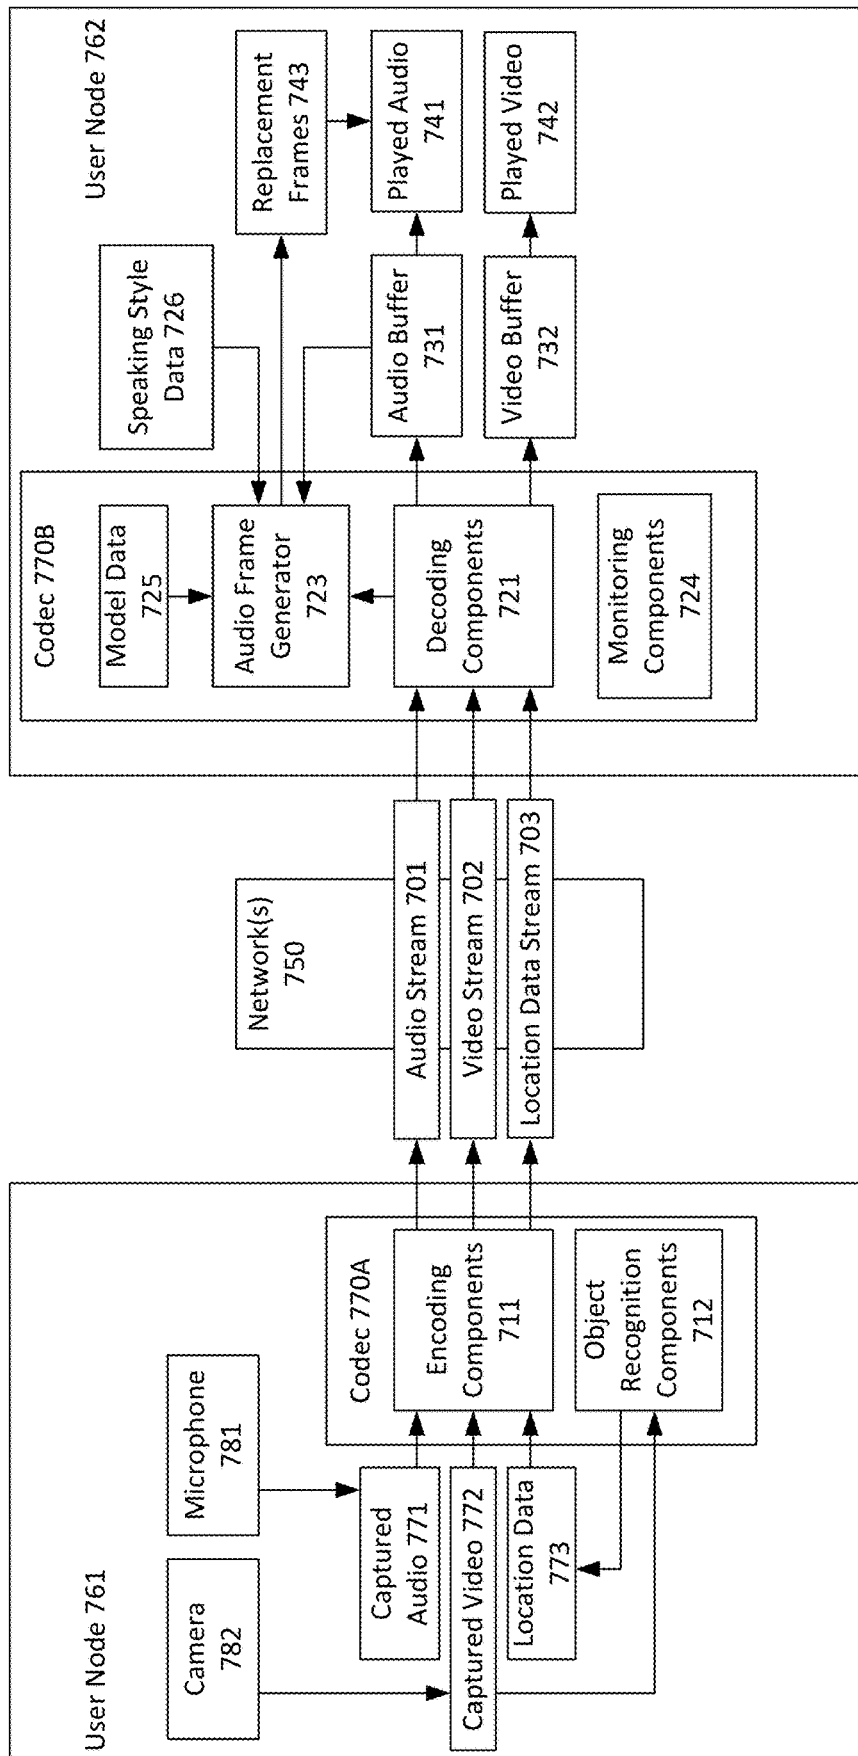 User Node 761
Camera
782
Microphone
781
Captured
Audio 771
Captured Video 772
Location Data
773
Codec 770A
Encoding
Components
711
Object
Recognition
Components
712
Network(s)
750
Audio Stream 701
Video Stream 702
Location Data Stream 703
User Node 762
Codec 770B
Model Data
725
Audio Frame
Generator
723
Decoding
Components
721
Monitoring
Components
724
Speaking Style
Data 726
Audio Buffer
731
Video Buffer
732
Replacement
Frames 743
Played Audio
741
Played Video
742